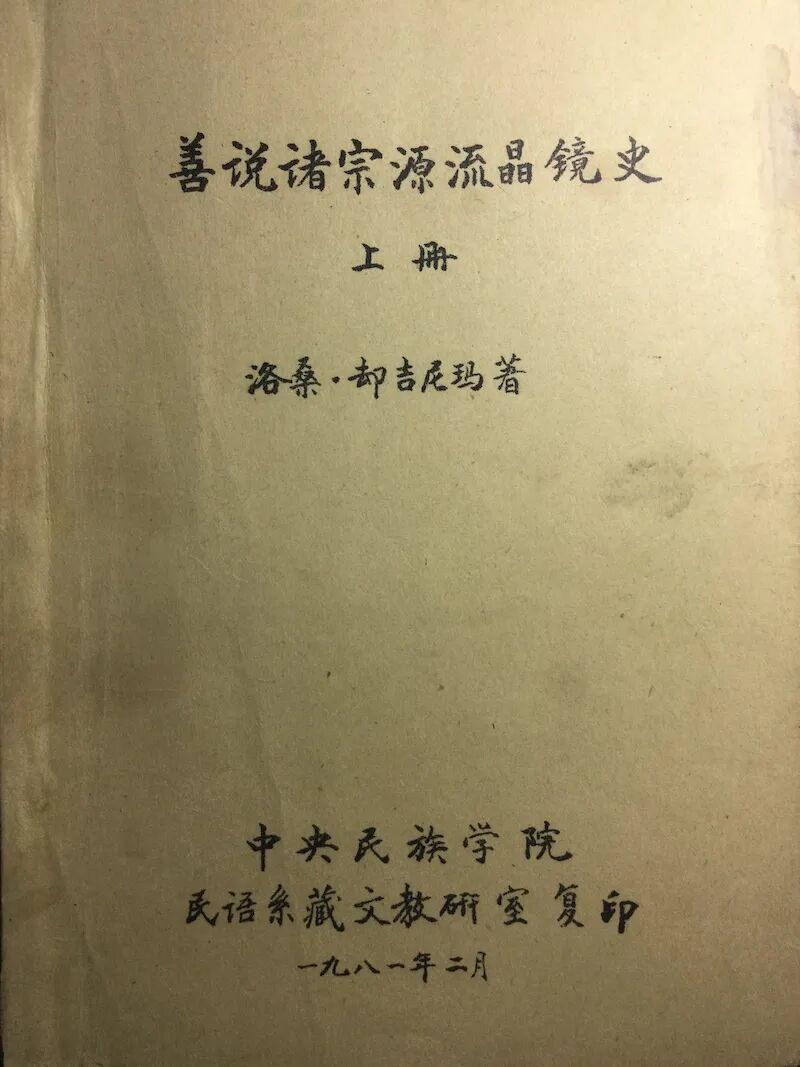 善说诸宗源流晶镜史
上册
洛桑·却吉尼玛著
中央民族学院
民语系藏文教研室复印
一九八一年二月